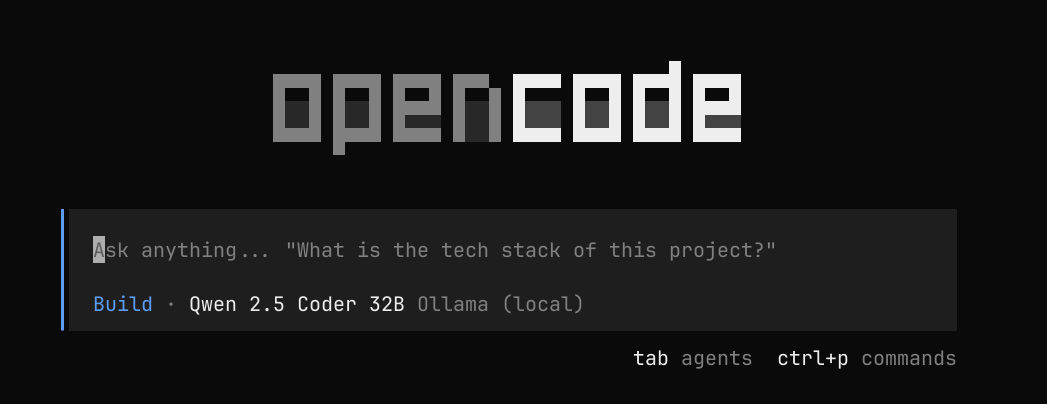 opencode
Ask anything... "What is the tech stack of this project?"
Build · Qwen 2.5 Coder 32B Ollama (local)
tab agents ctrl+p commands